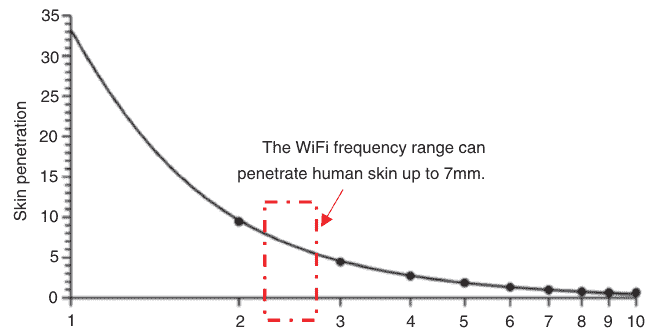 35
30
25
20
15
10
5
0
Skin penetration
The WiFi frequency range can
penetrate human skin up to 7mm.
1 2 3 4 5 6 7 8 9 10